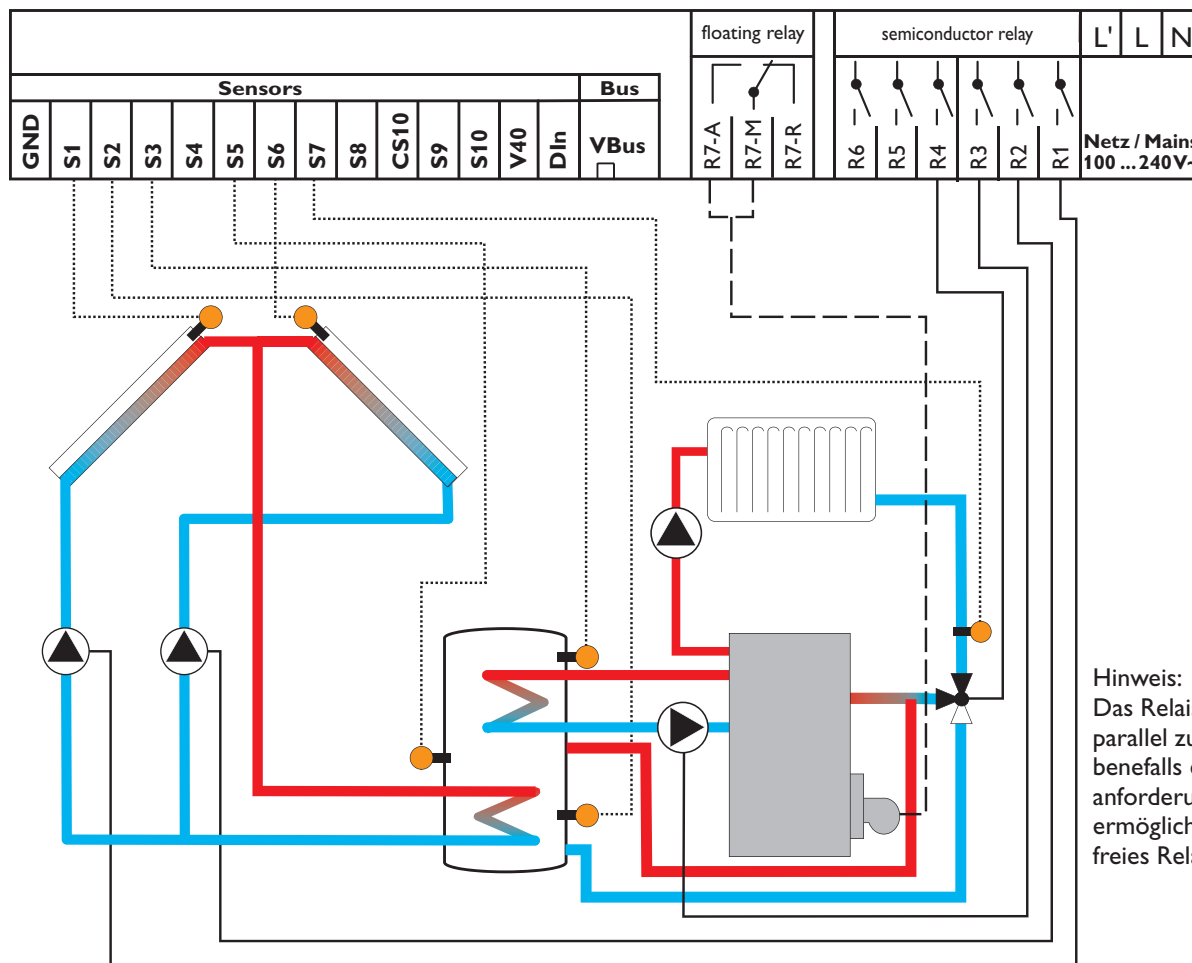 floating relay
semiconductor relay
L' L N
Sensors
Bus
GND
S1
S2
S3
S4
S5
S6
S7
S8
CS10
S9
S10
V40
DIn
VBus
R7-A
R7-M
R7-R
R6
R5
R4
R3
R2
R1
Netz / Mains
100 ... 240V~
Hinweis:
Das Relais
parallel zu
benefalls
anforderu
ermöglich
freies Rela